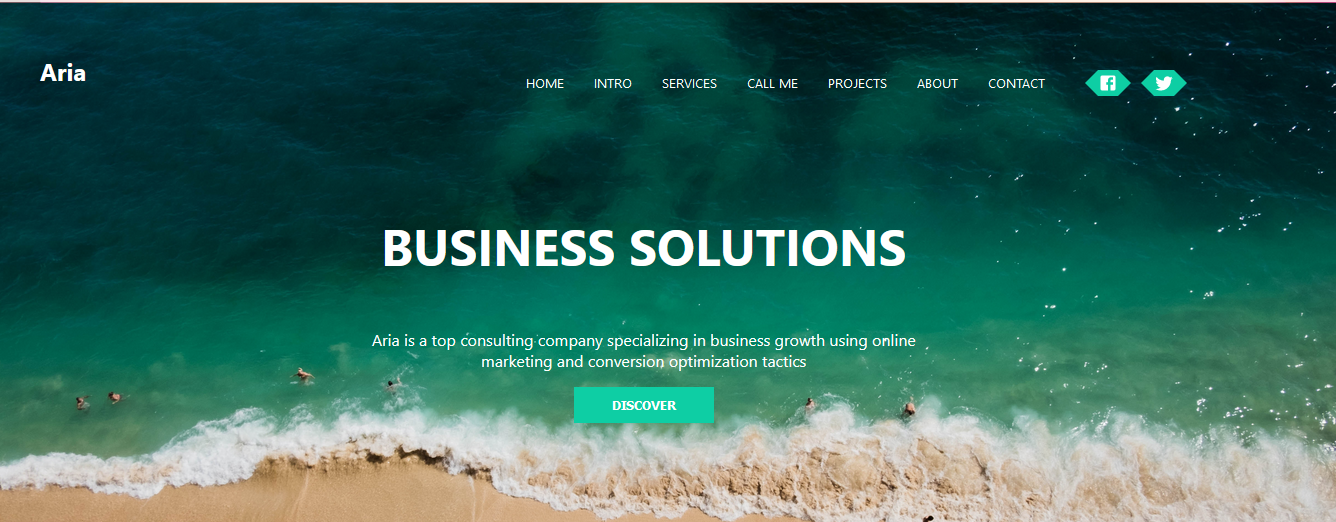 Aria
HOME INTRO SERVICES CALL ME PROJECTS ABOUT CONTACT
BUSINESS SOLUTIONS
Aria is a top consulting company specializing in business growth using online
marketing and conversion optimization tactics
DISCOVER